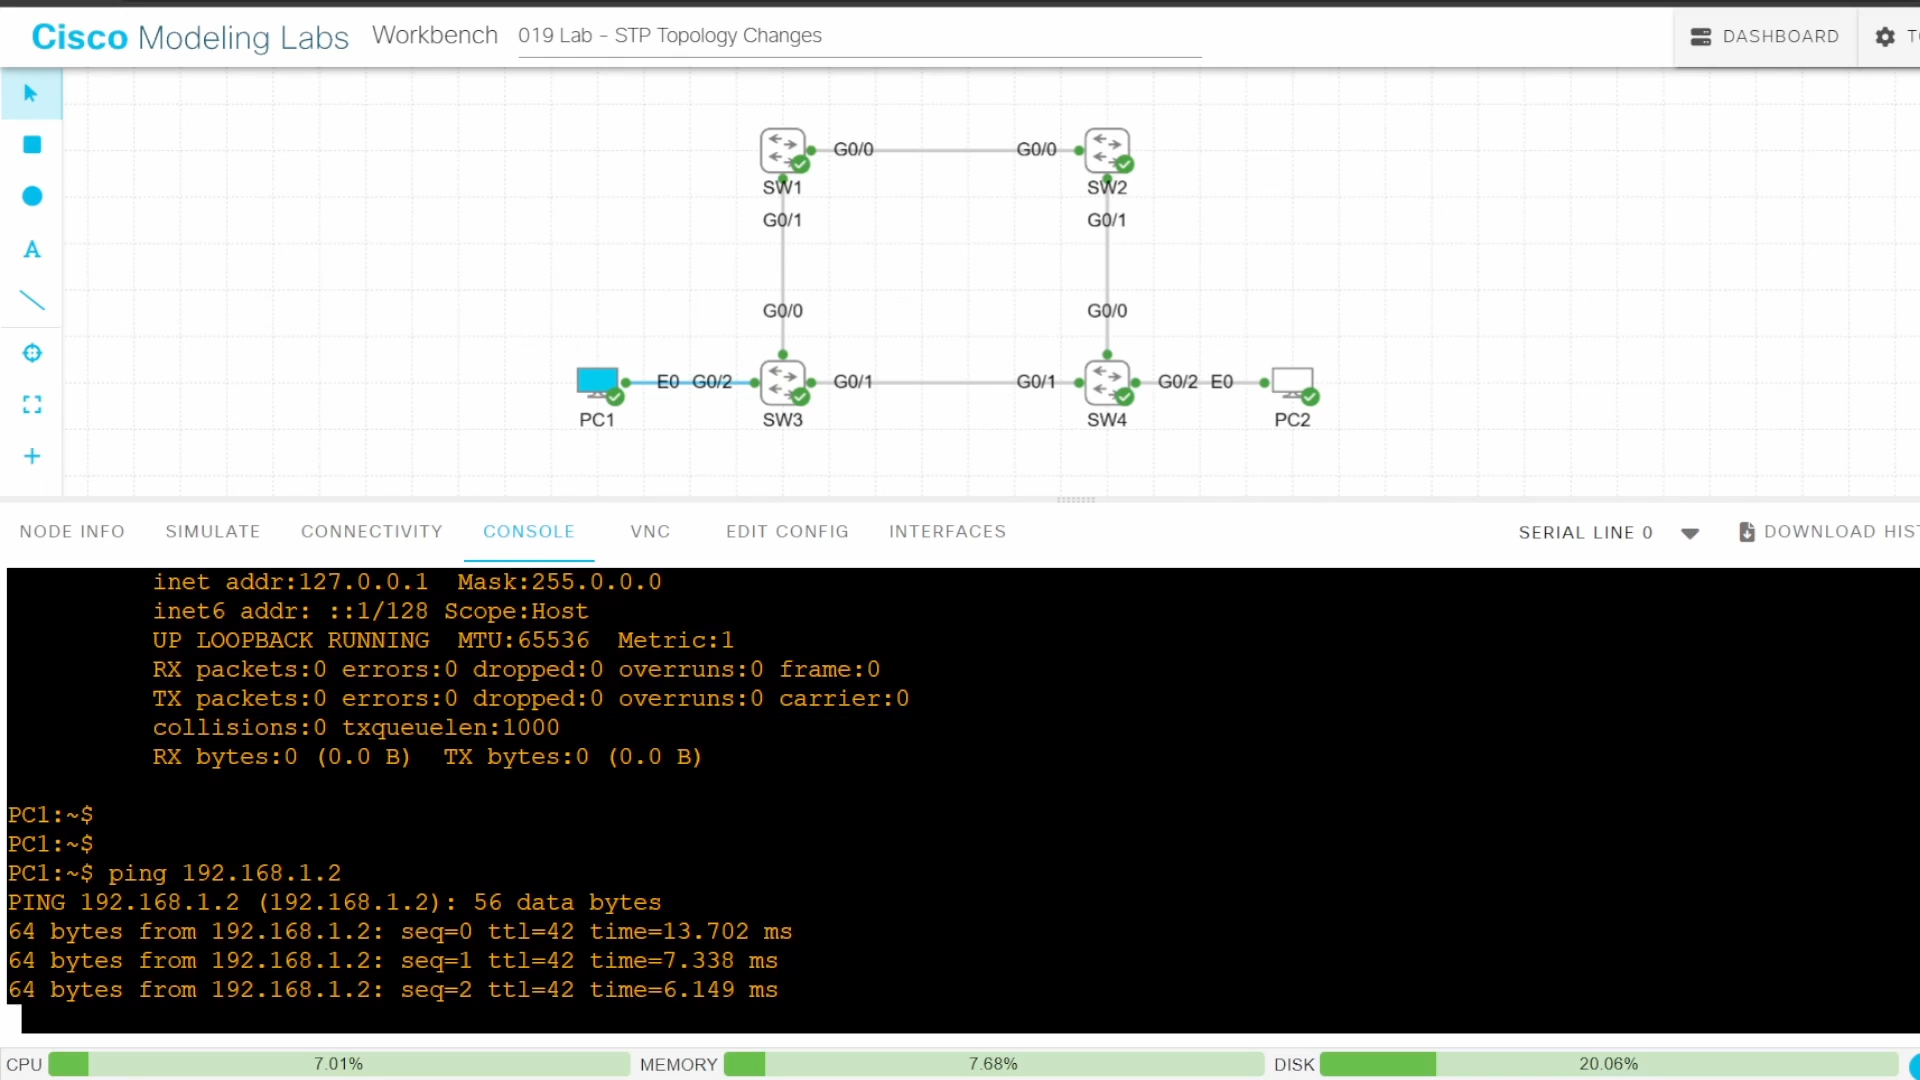 Cisco Modeling Labs Workbench 019 Lab - STP Topology Changes DASHBOARD
G0/0 G0/0
SW1 SW2
G0/1 G0/1
G0/0 G0/0
E0 G0/2 G0/1 G0/1 G0/2 E0
PC1 SW3 SW4 PC2
NODE INFO SIMULATE CONNECTIVITY CONSOLE VNC EDIT CONFIG INTERFACES SERIAL LINE 0 DOWNLOAD HIST
inet addr:127.0.0.1 Mask:255.0.0.0
inet6 addr: ::1/128 Scope:Host
UP LOOPBACK RUNNING MTU:65536 Metric:1
RX packets:0 errors:0 dropped:0 overruns:0 frame:0
TX packets:0 errors:0 dropped:0 overruns:0 carrier:0
collisions:0 txqueuelen:1000
RX bytes:0 (0.0 B) TX bytes:0 (0.0 B)
PC1:~$
PC1:~$
PC1:~$ ping 192.168.1.2
PING 192.168.1.2 (192.168.1.2): 56 data bytes
64 bytes from 192.168.1.2: seq=0 ttl=42 time=13.702 ms
64 bytes from 192.168.1.2: seq=1 ttl=42 time=7.338 ms
64 bytes from 192.168.1.2: seq=2 ttl=42 time=6.149 ms
CPU 7.01% MEMORY 7.68% DISK 20.06%